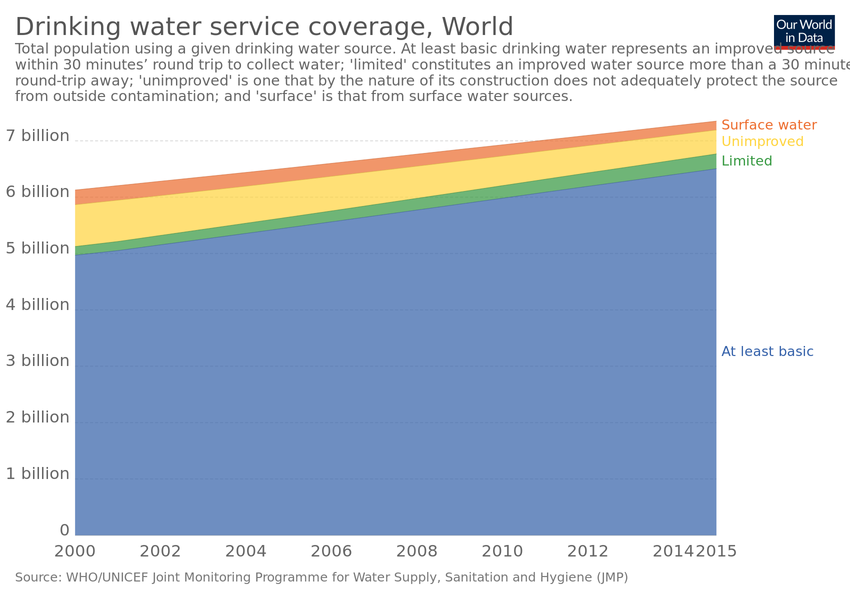 Drinking water service coverage, World
Our World
in Data
Total population using a given drinking water source. At least basic drinking water represents an improved source
within 30 minutes’ round trip to collect water; 'limited' constitutes an improved water source more than a 30 minute
round-trip away; 'unimproved' is one that by the nature of its construction does not adequately protect the source
from outside contamination; and 'surface' is that from surface water sources.
7 billion
6 billion
5 billion
4 billion
3 billion
2 billion
1 billion
0
Surface water
Unimproved
Limited
At least basic
2000 2002 2004 2006 2008 2010 2012 2014 2015
Source: WHO/UNICEF Joint Monitoring Programme for Water Supply, Sanitation and Hygiene (JMP)